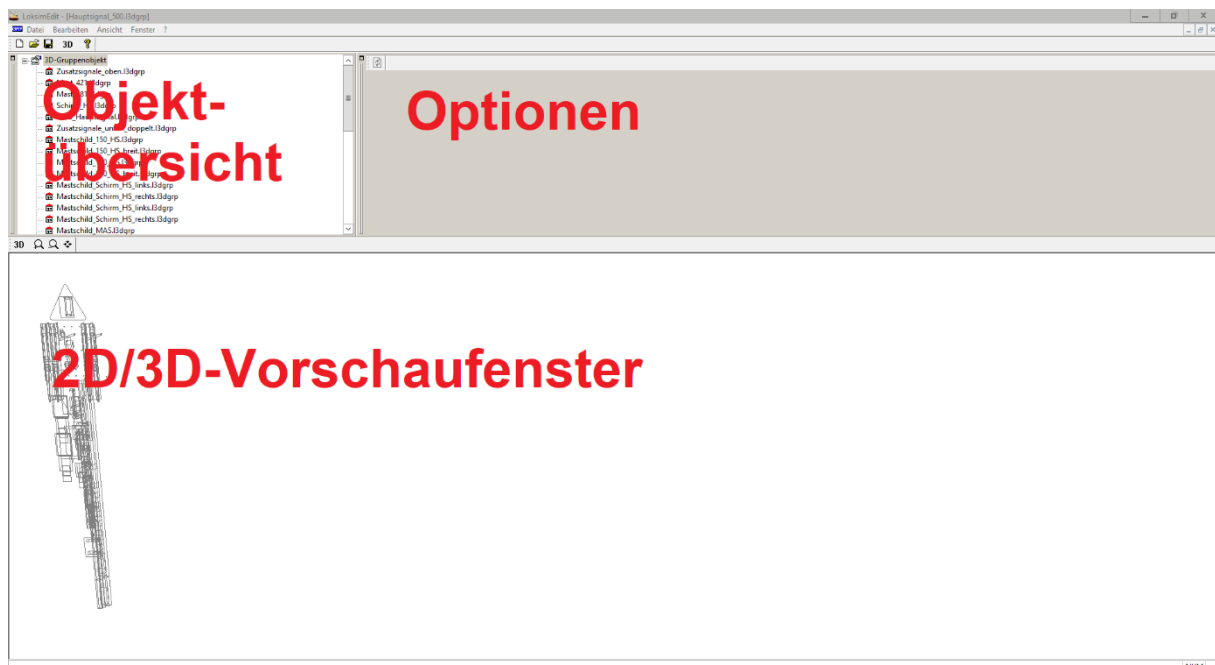 LoksimEdit - [Hauptsignal_500.l3dgrp]
Datei Bearbeiten Ansicht Fenster ?
3D
3D-Gruppenobjekt
Zusatzsignale_oben.l3dgrp
Objekt-
Optionen
Zusatzsignale_unten_doppelt.l3dgrp
Mastschild_150_HS.l3dgrp
Mastschild_150_HS_breit.l3dgrp
übersicht
Mastschild_Schirm_HS_links.l3dgrp
Mastschild_Schirm_HS_rechts.l3dgrp
Mastschild_Schirm_HS_links.l3dgrp
Mastschild_Schirm_HS_rechts.l3dgrp
Mastschild_MAS.l3dgrp
3D
2D/3D-Vorschaufenster